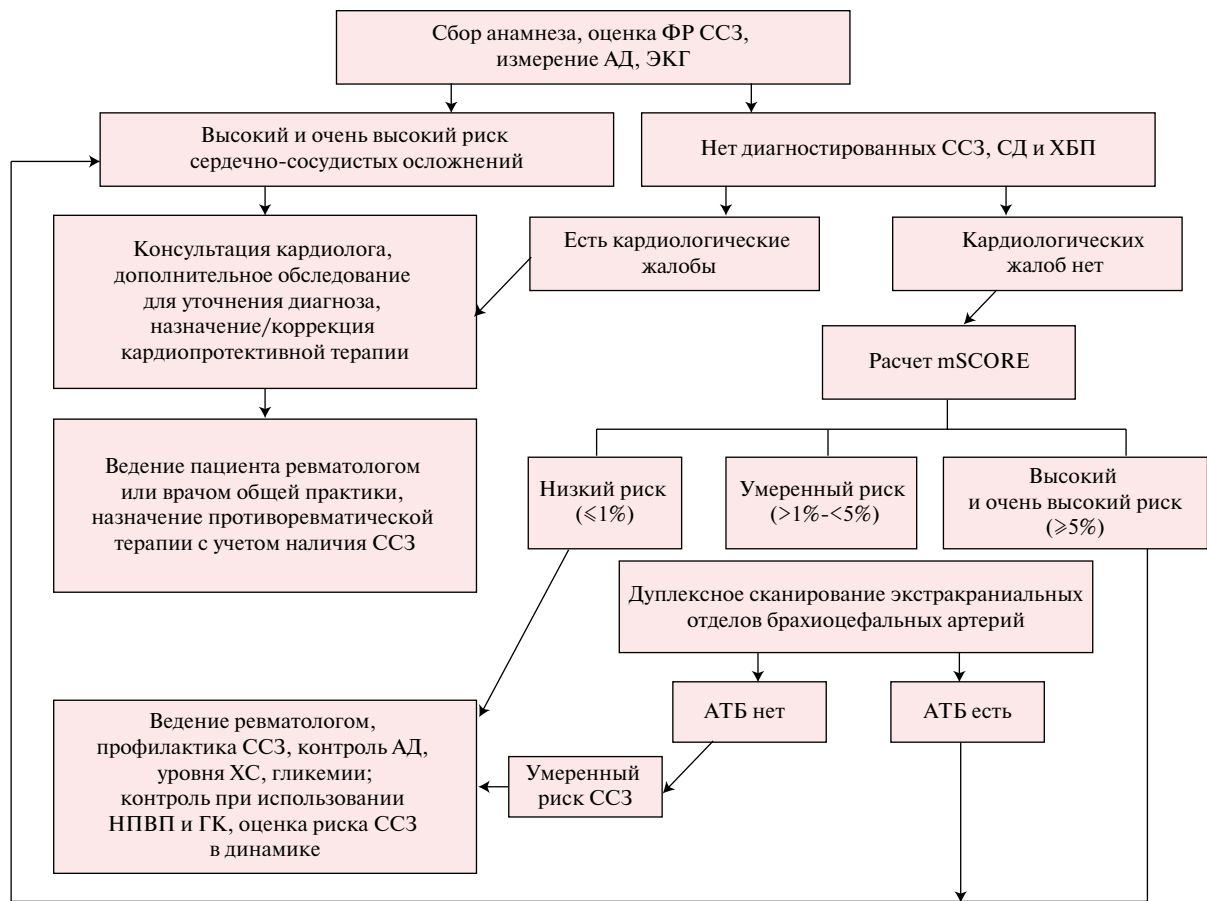 Сбор анамнеза, оценка ФР ССЗ,
измерение АД, ЭКГ
Высокий и очень высокий риск
сердечно-сосудистых осложнений
Нет диагностированных ССЗ, СД и ХБП
Консультация кардиолога,
дополнительное обследование
для уточнения диагноза,
назначение/коррекция
кардиопротективной терапии
Есть кардиологические
жалобы
Кардиологических
жалоб нет
Расчет mSCORE
Ведение пациента ревматологом
или врачом общей практики,
назначение противоревматической
терапии с учетом наличия ССЗ
Низкий риск
(⩽1%)
Умеренный риск
(>1%-<5%)
Высокий
и очень высокий риск
(⩾5%)
Дуплексное сканирование экстракраниальных
отделов брахиоцефальных артерий
АТБ нет
АТБ есть
Ведение ревматологом,
профилактика ССЗ, контроль АД,
уровня ХС, гликемии;
контроль при использовании
НПВП и ГК, оценка риска ССЗ
в динамике
Умеренный
риск ССЗ